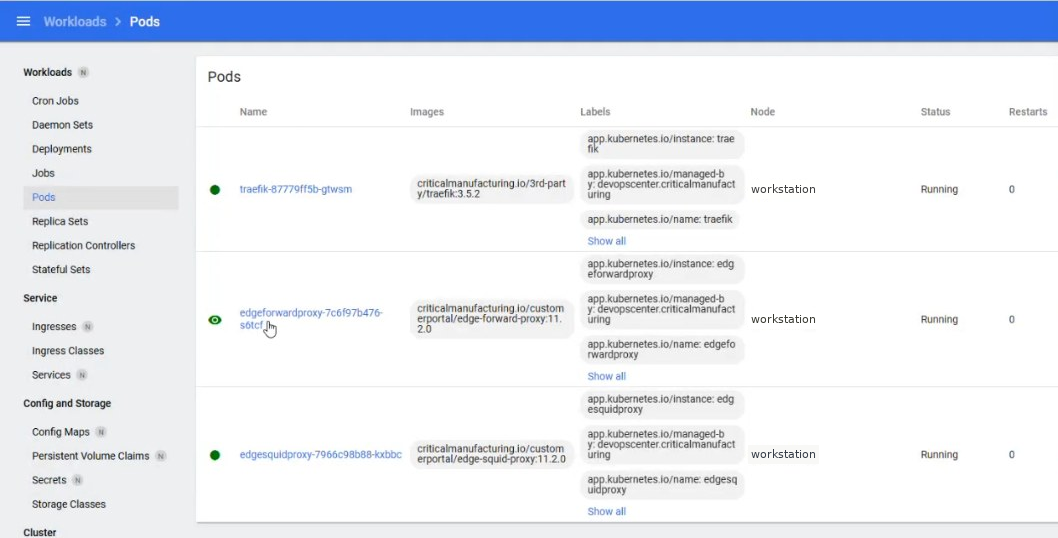 Workloads > Pods
Workloads N
Cron Jobs
Daemon Sets
Deployments
Jobs
Pods
Replica Sets
Replication Controllers
Stateful Sets
Service
Ingresses N
Ingress Classes
Services N
Config and Storage
Config Maps N
Persistent Volume Claims N
Secrets N
Storage Classes
Cluster
Pods
Name Images Labels Node Status Restarts
traefik-87779ff5b-gtwsm
criticalmanufacturing.io/3rd-part
y/traefik:3.5.2
app.kubernetes.io/instance: trae
fik
app.kubernetes.io/managed-b
y: devopscenter.criticalmanufact
uring
app.kubernetes.io/name: traefik
Show all
workstation
Running
0
edgeforwardproxy-7c6f97b476-
s6tcf
criticalmanufacturing.io/custom
erportal/edge-forward-proxy:11.
2.0
app.kubernetes.io/instance: edg
eforwardproxy
app.kubernetes.io/managed-b
y: devopscenter.criticalmanufact
uring
app.kubernetes.io/name: edgefo
rwardproxy
Show all
workstation
Running
0
edgesquidproxy-7966c98b88-kxbbc
criticalmanufacturing.io/custom
erportal/edge-squid-proxy:11.2.0
app.kubernetes.io/instance: edg
esquidproxy
app.kubernetes.io/managed-b
y: devopscenter.criticalmanufact
uring
app.kubernetes.io/name: edgesq
uidproxy
Show all
workstation
Running
0